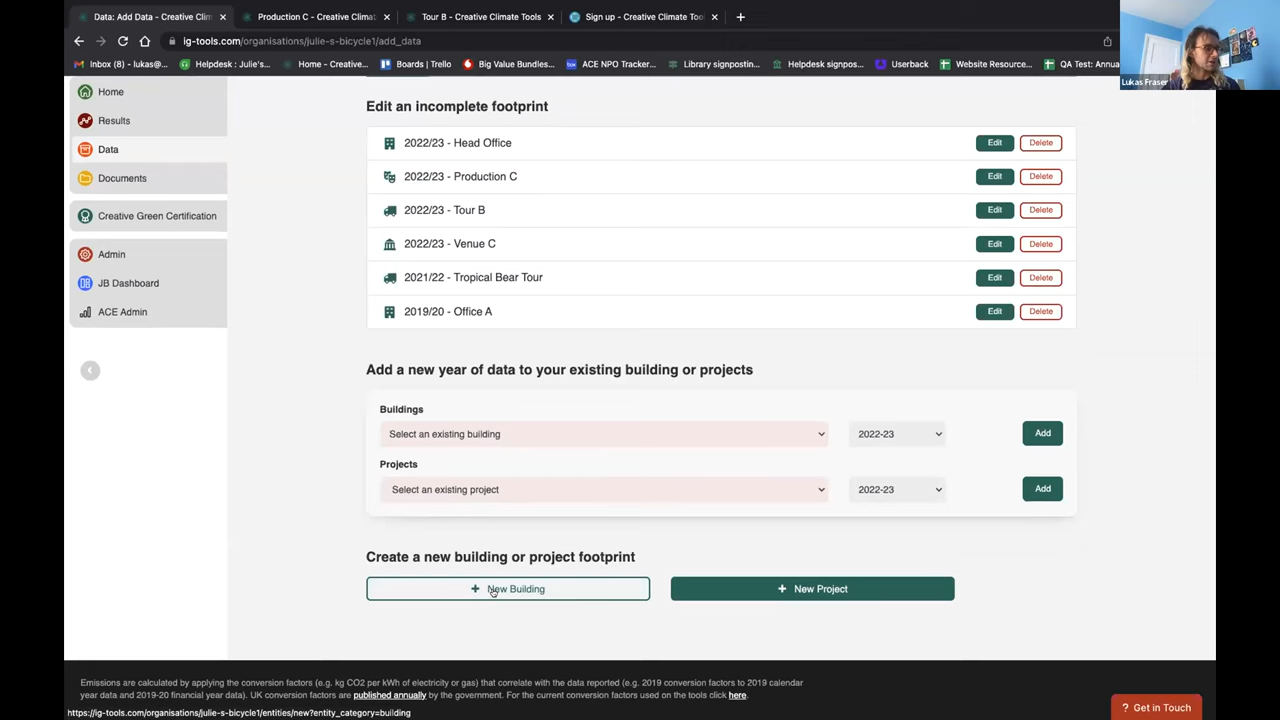 Data: Add Data - Creative Clim
Production C - Creative Climat
Tour B - Creative Climate Tools
Sign up - Creative Climate Too
ig-tools.com/organisations/julie-s-bicycle1/add_data
Inbox (8) - lukas@...
Helpdesk : Julie's...
Home - Creative...
Boards | Trello
Big Value Bundles...
ACE NPO Tracker...
Library signpostin...
Helpdesk signpos...
Userback
Website Resource...
QA Test: Annua
Lukas Fraser
Home
Results
Data
Documents
Creative Green Certification
Admin
JB Dashboard
ACE Admin
Edit an incomplete footprint
2022/23 - Head Office Edit Delete
2022/23 - Production C Edit Delete
2022/23 - Tour B Edit Delete
2022/23 - Venue C Edit Delete
2021/22 - Tropical Bear Tour Edit Delete
2019/20 - Office A Edit Delete
Add a new year of data to your existing building or projects
Buildings
Select an existing building 2022-23 Add
Projects
Select an existing project 2022-23 Add
Create a new building or project footprint
+ New Building + New Project
Emissions are calculated by applying the conversion factors (e.g. kg CO2 per kWh of electricity or gas) that correlate with the data reported (e.g. 2019 conversion factors to 2019 calendar
year data and 2019-20 financial year data). UK conversion factors are published annually by the government. For the current conversion factors used on the tools click here.
https://ig-tools.com/organisations/julie-s-bicycle1/entities/new?entity_category=building
? Get in Touch